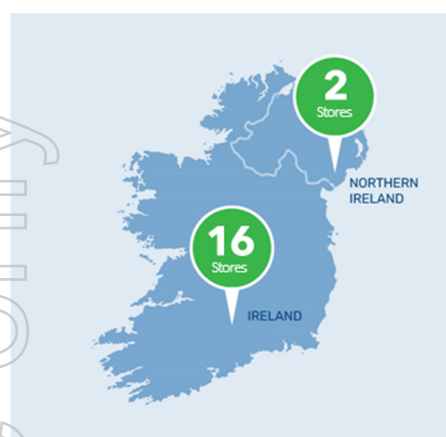 2
Stores
NORTHERN
IRELAND
16
Stores
IRELAND